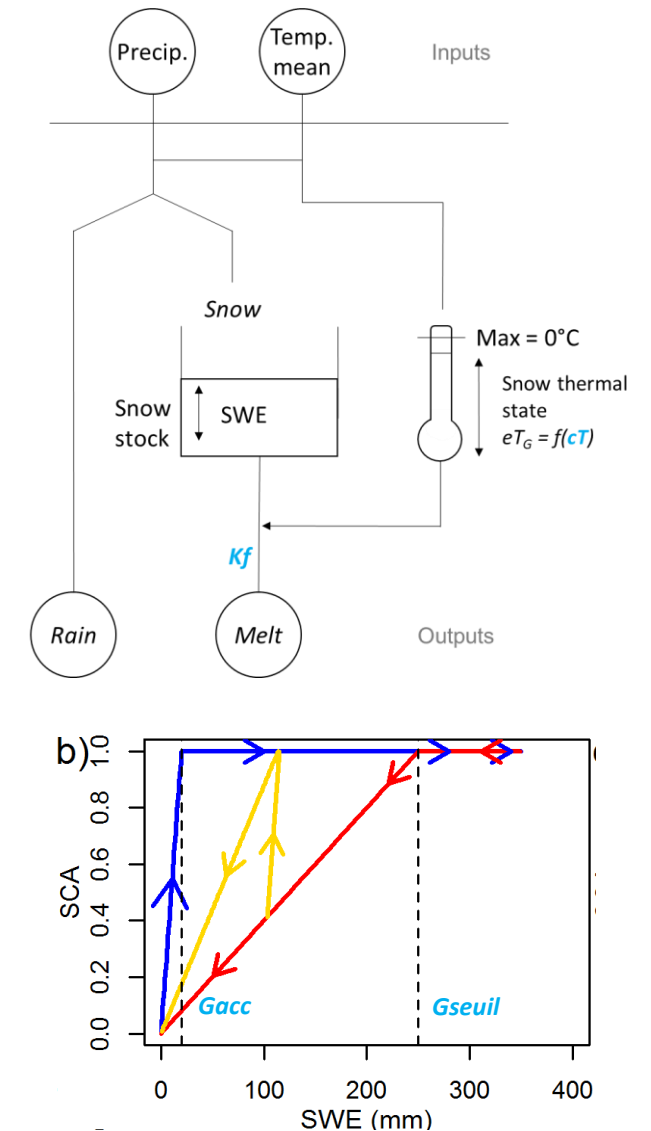 Precip.
Temp.
mean
Inputs
Snow
Max = 0°C
Snow thermal
state
eTG = f(cT)
Snow
stock
SWE
Kf
Rain
Melt
Outputs
b)
SCA
1.0
0.8
0.6
0.4
0.2
0.0
Gacc
Gseuil
0 100 200 300 400
SWE (mm)